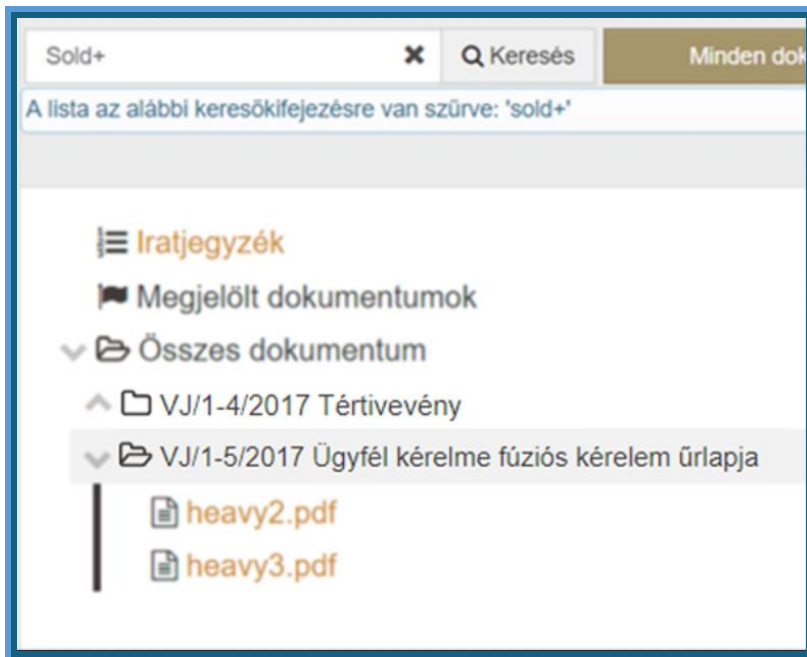 Sold+ Keresés Minden dok
A lista az alábbi keresőkifejezésre van szűrve: 'sold+'
Iratjegyzék
Megjelölt dokumentumok
Összes dokumentum
VJ/1-4/2017 Tértivevény
VJ/1-5/2017 Ügyfél kérelme fúziós kérelem űrlapja
heavy2.pdf
heavy3.pdf